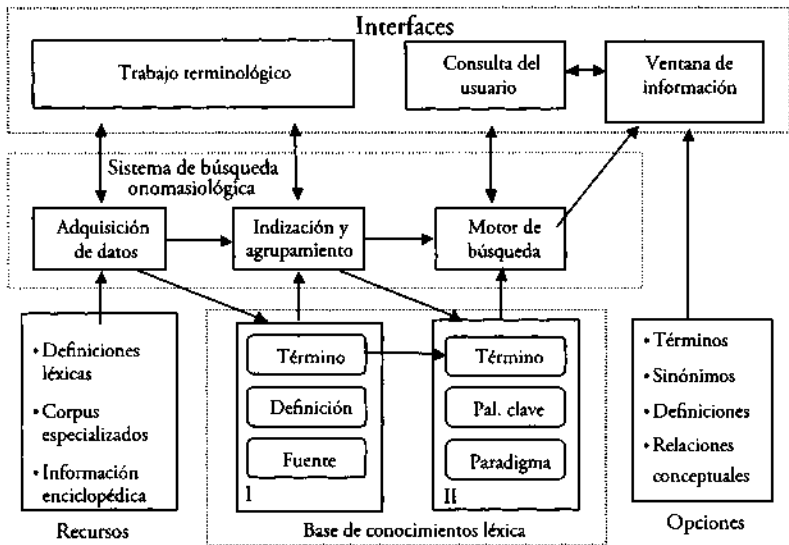 Interfaces
Trabajo terminológico
Consulta del
usuario
Ventana de
información
Sistema de búsqueda
onomasiológica
Adquisición
de datos
Indización y
agrupamiento
Motor de
búsqueda
• Definiciones
léxicas
• Corpus
especializados
• Información
enciclopédica
Recursos
Término
Definición
Fuente
I
Término
Pal. clave
Paradigma
II
Base de conocimientos léxica
• Términos
• Sinónimos
• Definiciones
• Relaciones
conceptuales
Opciones